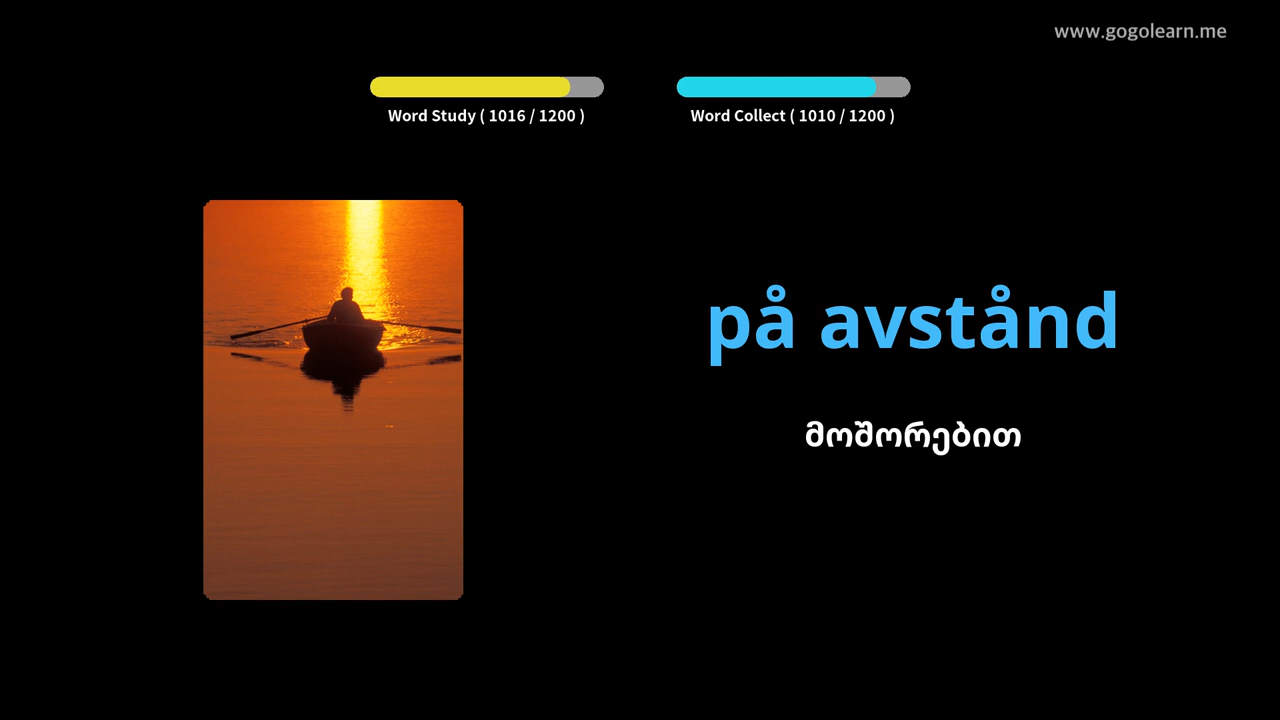 www.gogolearn.me
Word Study ( 1016 / 1200 )
Word Collect ( 1010 / 1200 )
på avstånd
მოშორებით